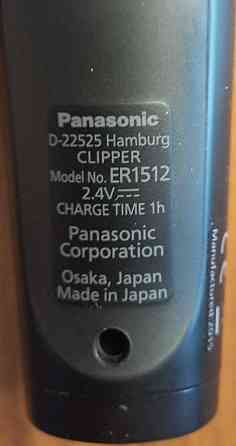 Panasonic
D-22525 Hamburg
CLIPPER
Model No. ER1512
2.4V
CHARGE TIME 1h
Panasonic
Corporation
Osaka, Japan
Made in Japan
Manufactured